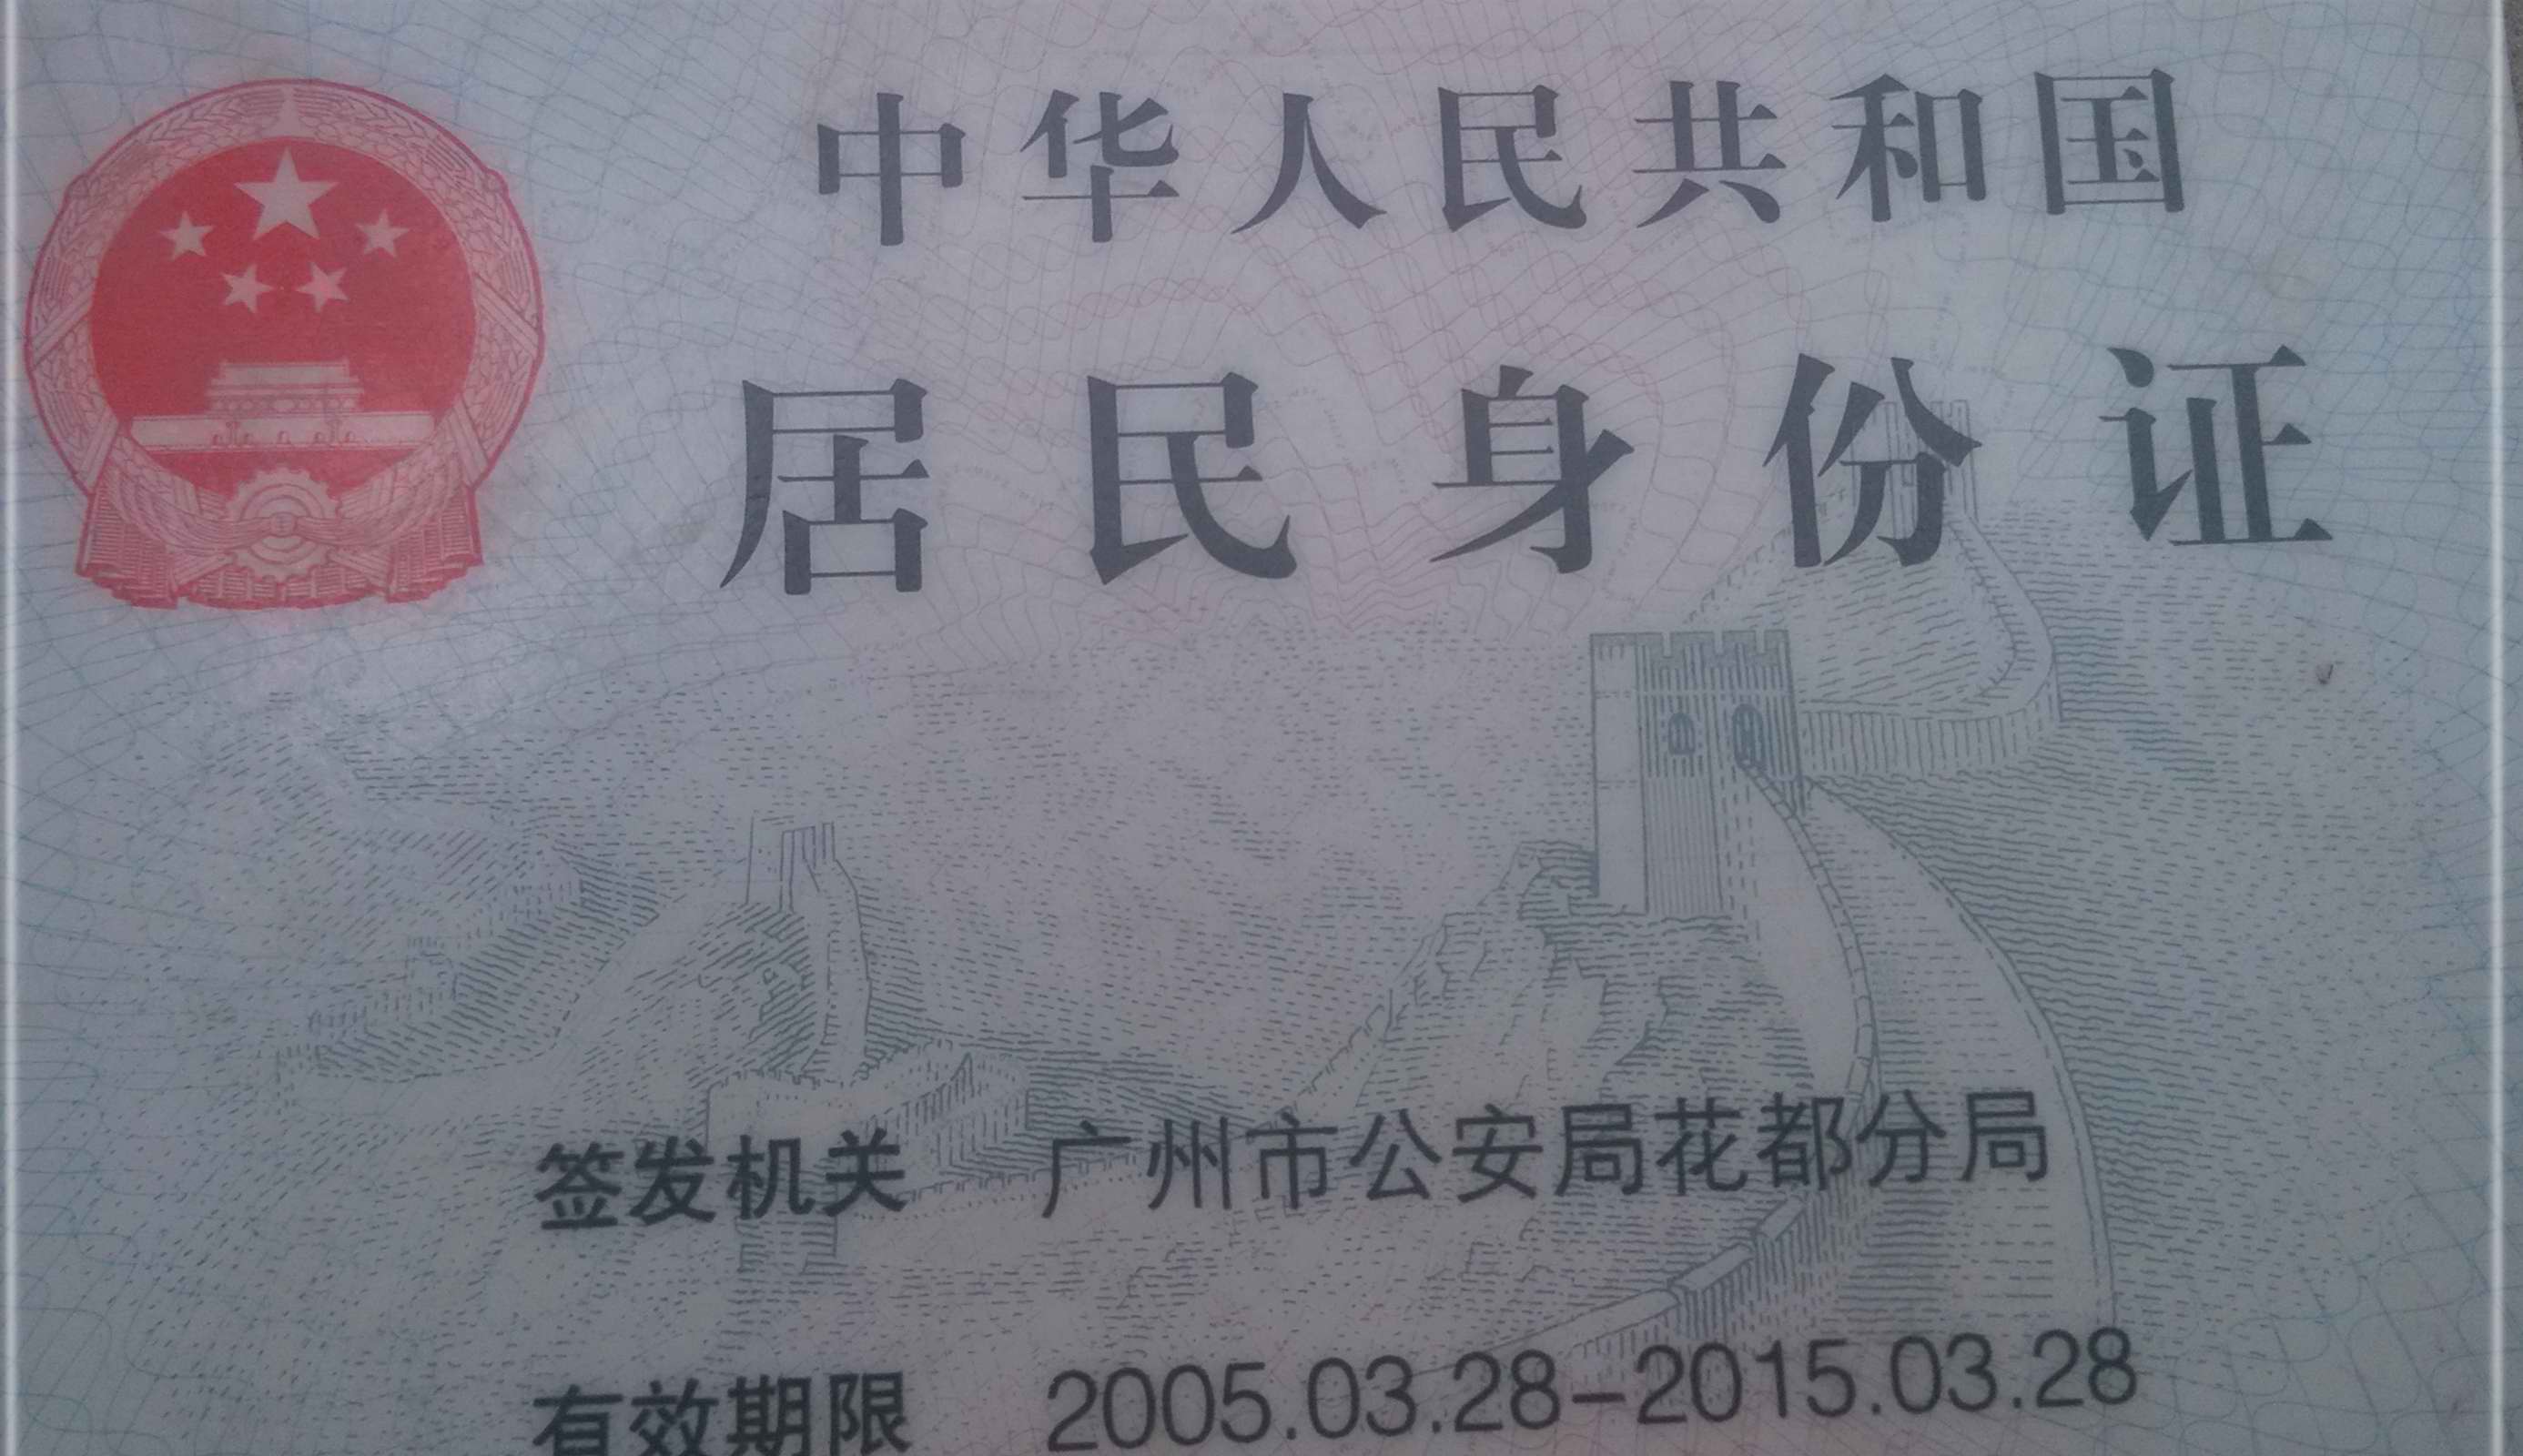 中华人民共和国
居民身份证
签发机关 广州市公安局花都分局
有效期限 2005.03.28-2015.03.28